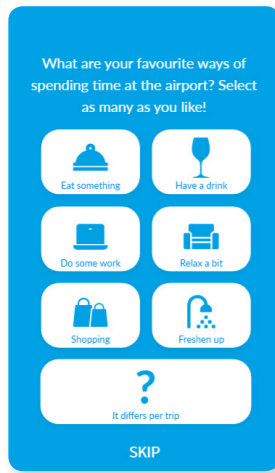 What are your favourite ways of
spending time at the airport? Select
as many as you like!
Eat something
Have a drink
Do some work
Relax a bit
Shopping
Freshen up
?
It differs per trip
SKIP